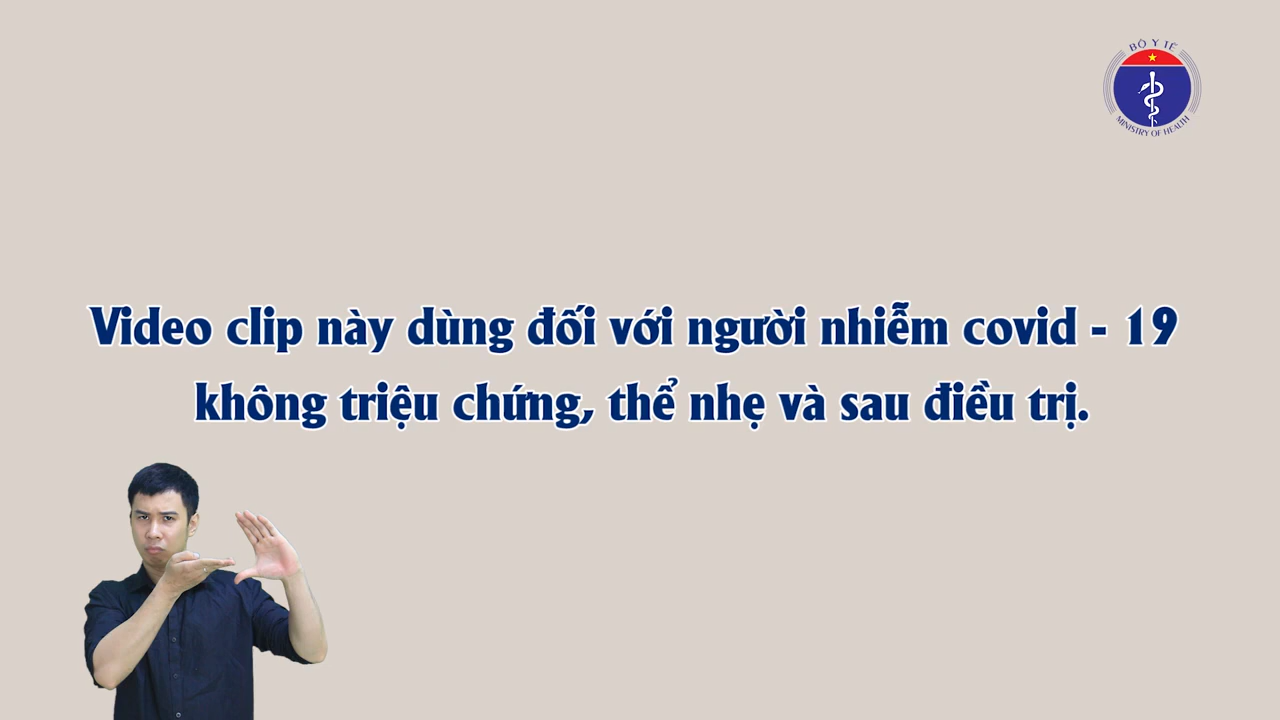 BỘ Y TẾ
MINISTRY OF HEALTH
Video clip này dùng đối với người nhiễm covid - 19
không triệu chứng, thể nhẹ và sau điều trị.